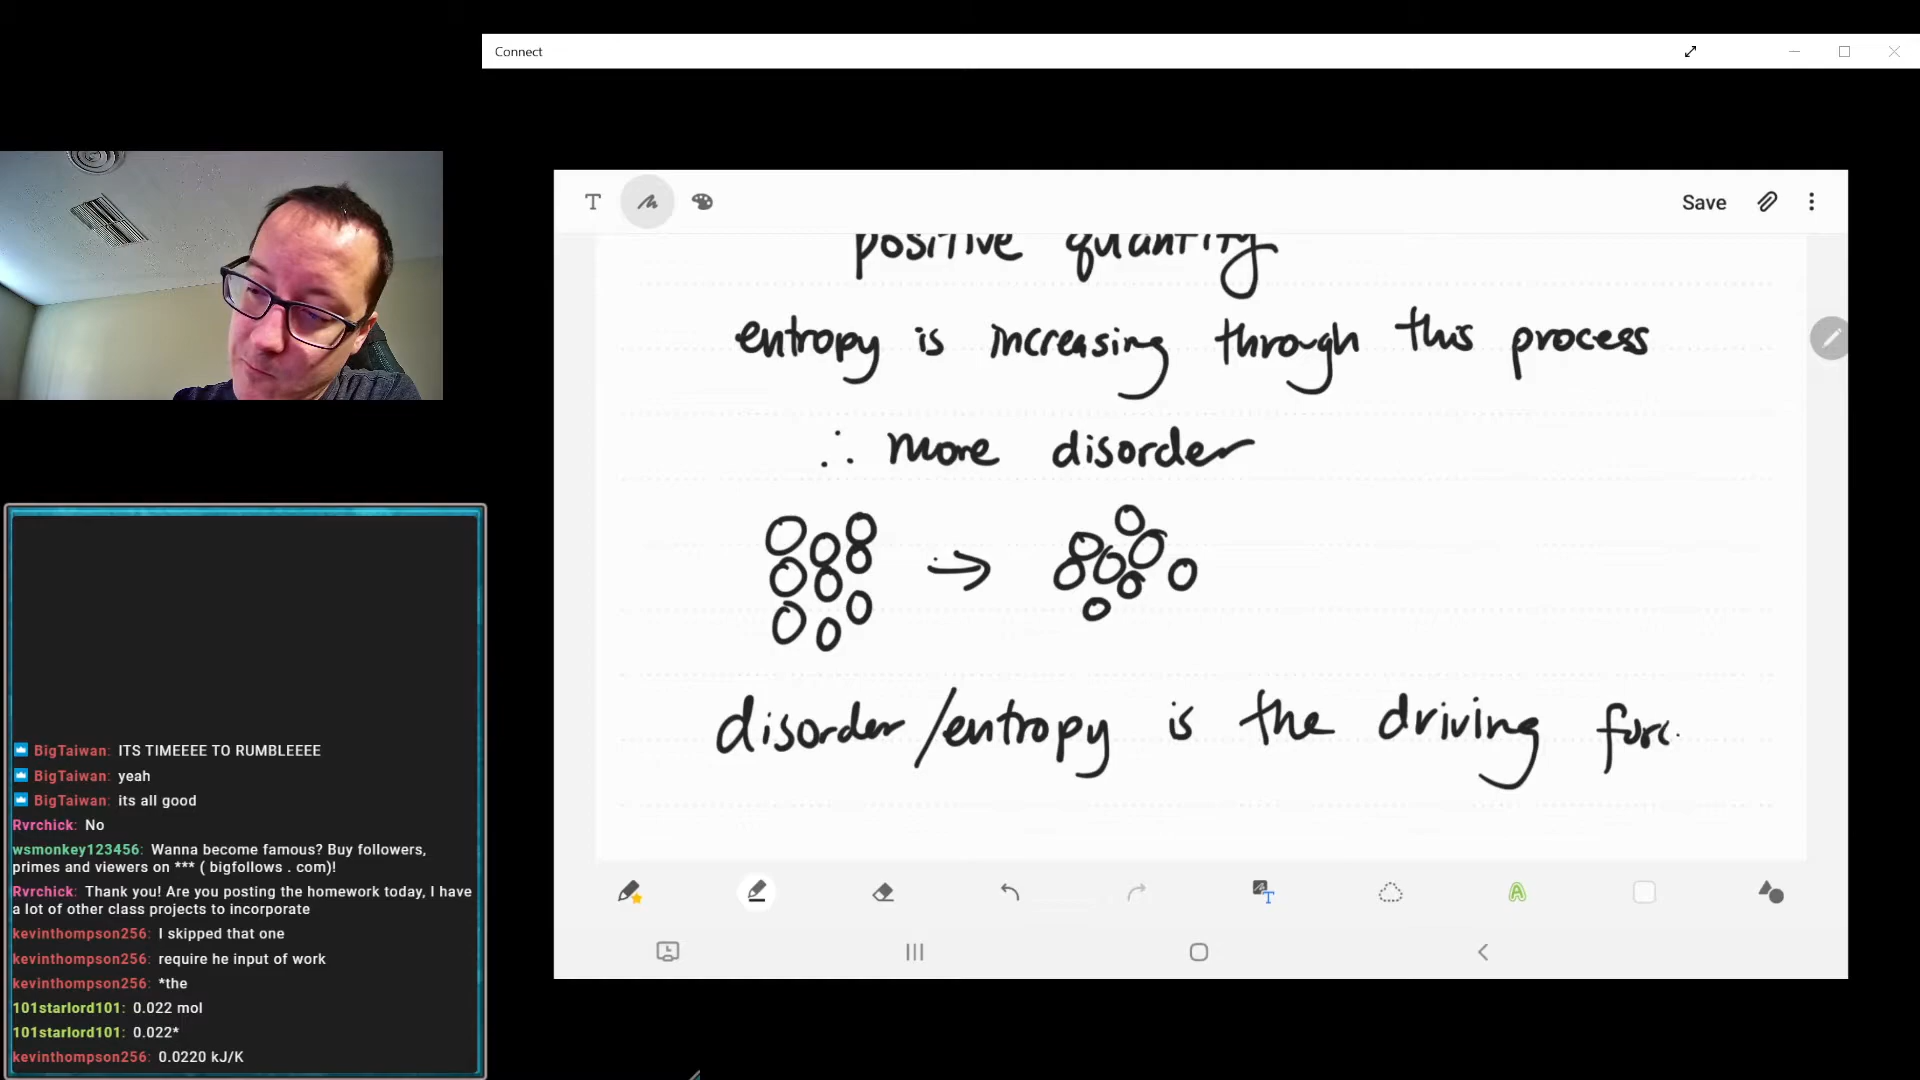 Connect
T
Save
positive quantity
entropy is increasing through this process
∴ more disorder
disorder/entropy is the driving forc
BigTaiwan: ITS TIMEEEE TO RUMBLEEEE
BigTaiwan: yeah
BigTaiwan: its all good
Rvrchick: No
wsmonkey123456: Wanna become famous? Buy followers,
primes and viewers on *** ( bigfollows . com)!
Rvrchick: Thank you! Are you posting the homework today, I have
a lot of other class projects to incorporate
kevinthompson256: I skipped that one
kevinthompson256: require he input of work
kevinthompson256: *the
101starlord101: 0.022 mol
101starlord101: 0.022*
kevinthompson256: 0.0220 kJ/K